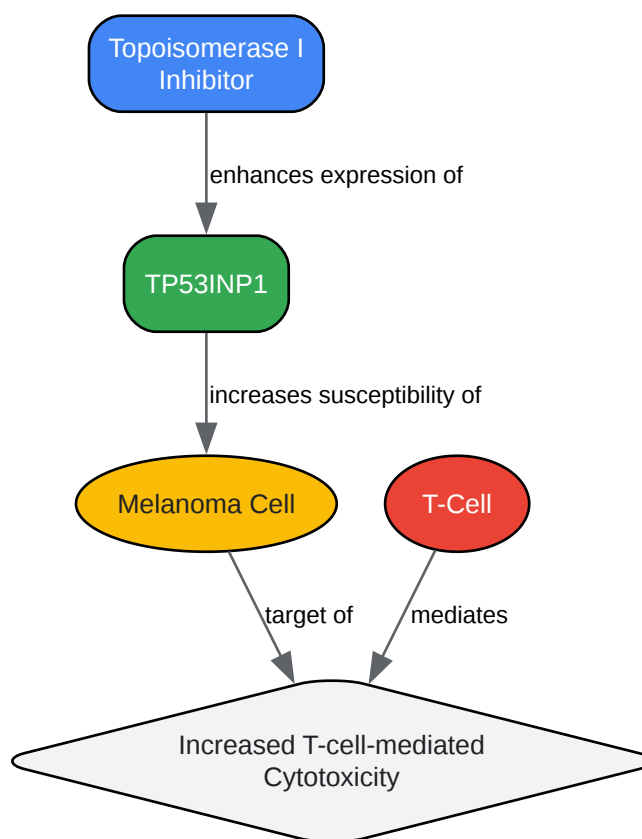 Topoisomerase I
Inhibitor
enhances expression of
TP53INP1
increases susceptibility of
Melanoma Cell
T-Cell
target of
mediates
Increased T-cell-mediated
Cytotoxicity